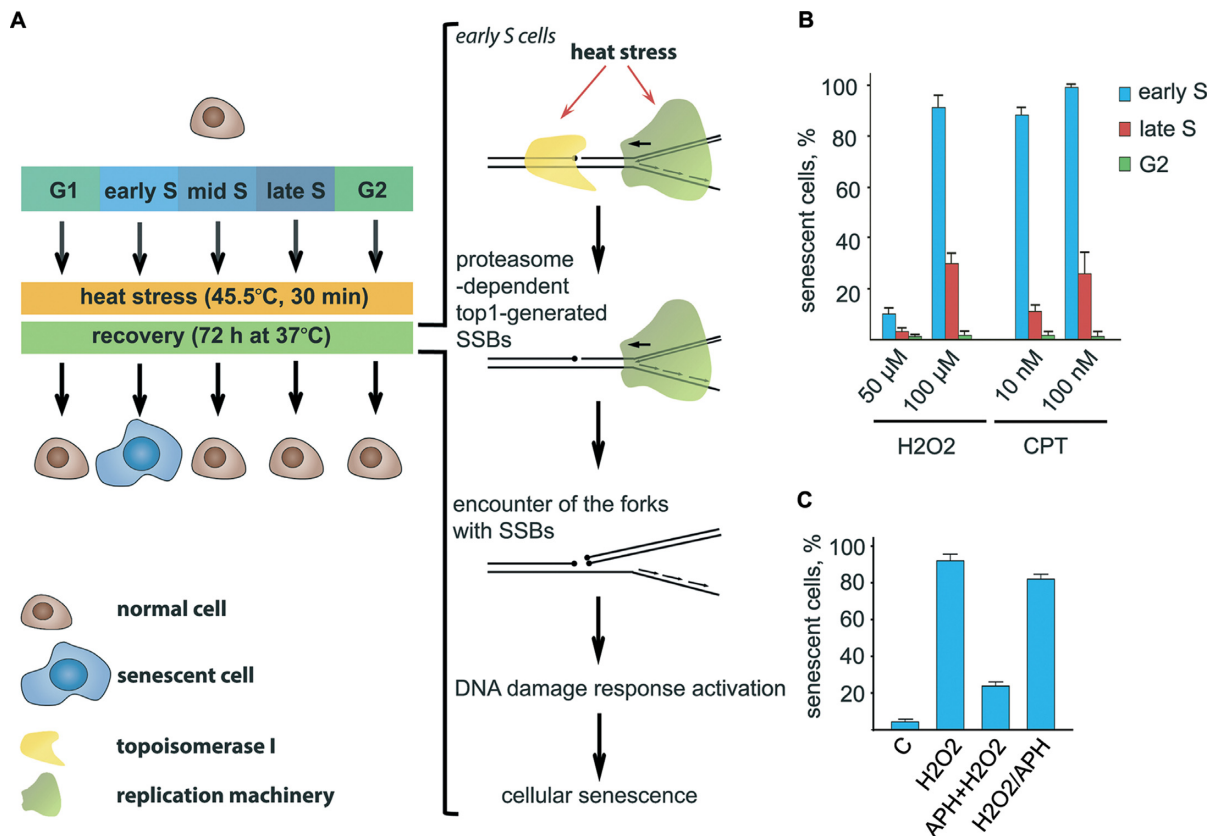 A
G1 early S mid S late S G2
heat stress (45.5°C, 30 min)
recovery (72 h at 37°C)
normal cell
senescent cell
topoisomerase I
replication machinery
early S cells
heat stress
proteasome
-dependent
top1-generated
SSBs
encounter of the forks
with SSBs
DNA damage response activation
cellular senescence
B
senescent cells, %
100
80
60
40
20
early S
late S
G2
50 µM
100 µM
10 nM
100 nM
H2O2
CPT
C
senescent cells, %
100
80
60
40
20
C
H2O2
APH+H2O2
H2O2/APH